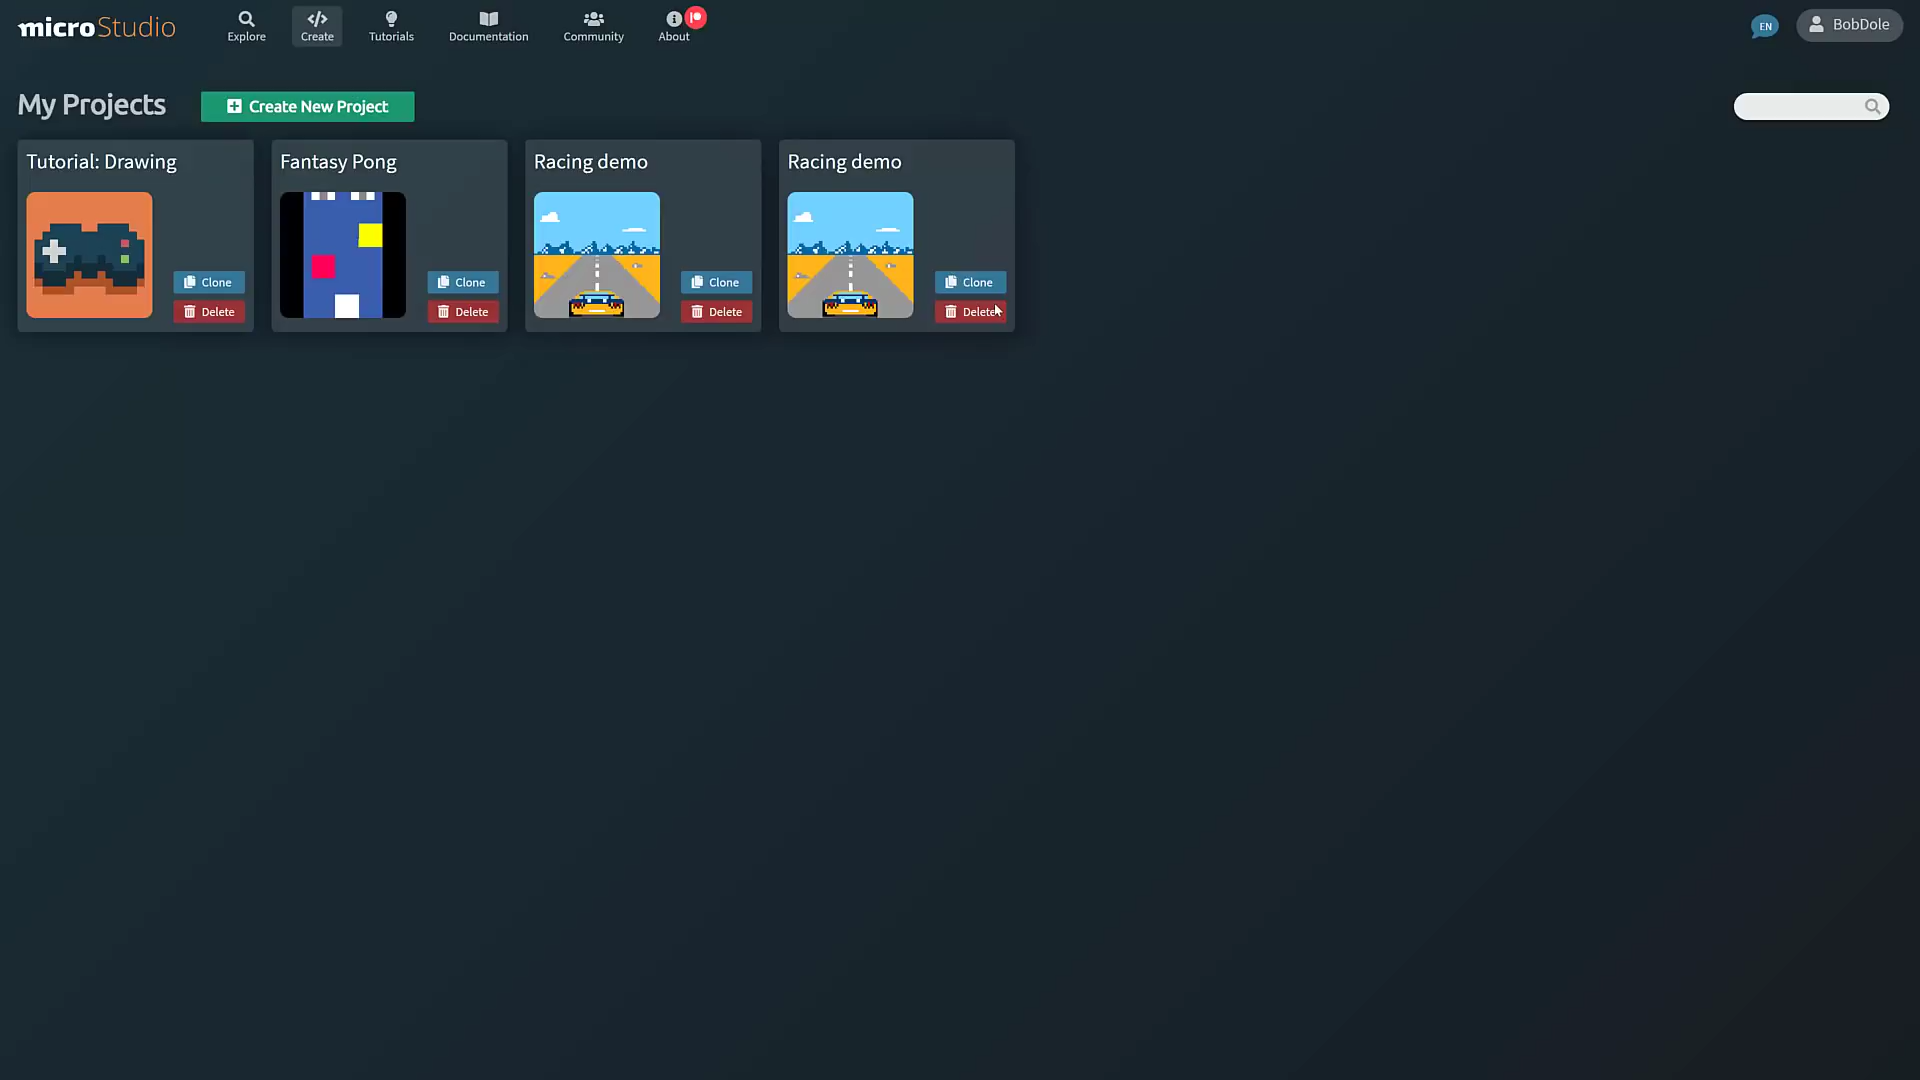 microStudio
Explore
Create
Tutorials
Documentation
Community
About
EN
BobDole
My Projects
Create New Project
Tutorial: Drawing
Clone
Delete
Fantasy Pong
Clone
Delete
Racing demo
Clone
Delete
Racing demo
Clone
Delete